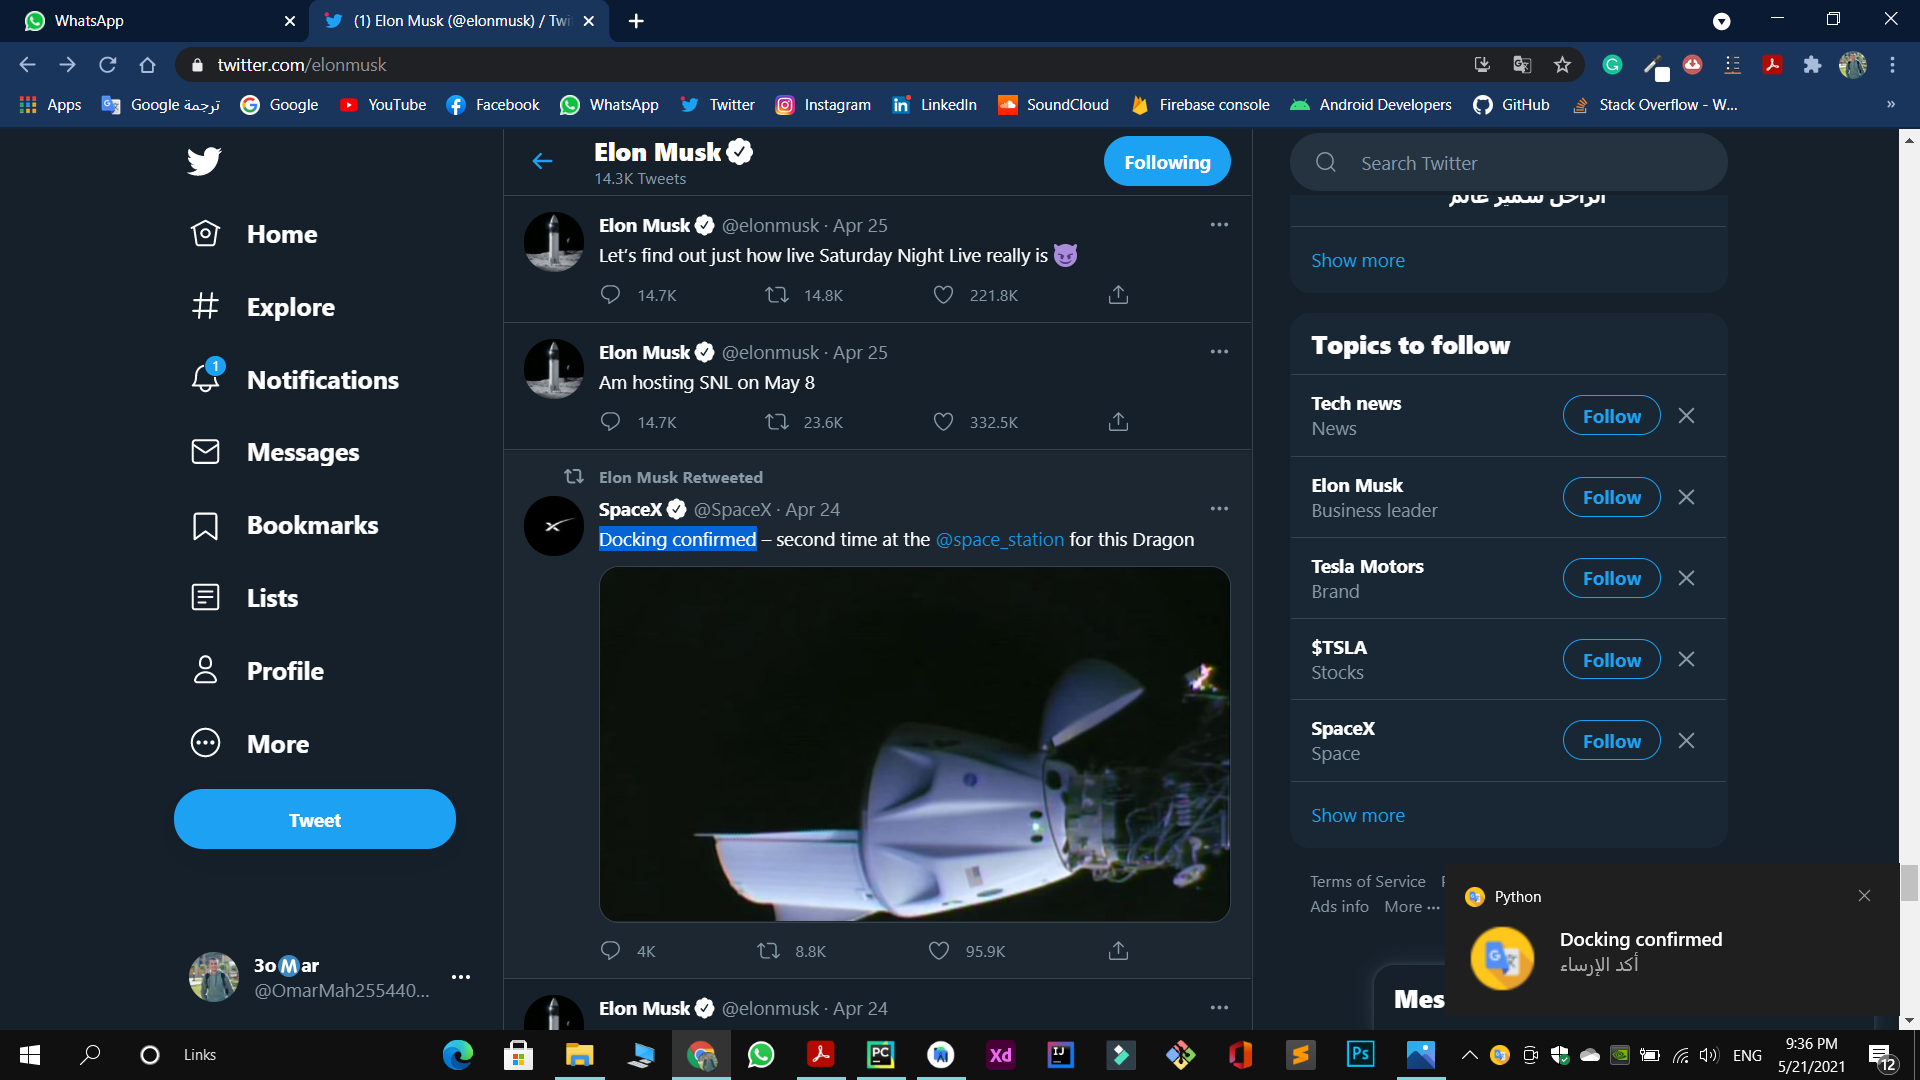 WhatsApp
(1) Elon Musk (@elonmusk) / Twi
twitter.com/elonmusk
Apps
Google ترجمة
Google
YouTube
Facebook
WhatsApp
Twitter
Instagram
LinkedIn
SoundCloud
Firebase console
Android Developers
GitHub
Stack Overflow - W...
»
Home
Explore
1
Notifications
Messages
Bookmarks
Lists
Profile
More
Tweet
3oⓂar
@OmarMah255440...
Elon Musk
14.3K Tweets
Following
Elon Musk @elonmusk · Apr 25
Let's find out just how live Saturday Night Live really is 😈
14.7K 14.8K 221.8K
Elon Musk @elonmusk · Apr 25
Am hosting SNL on May 8
14.7K 23.6K 332.5K
Elon Musk Retweeted
SpaceX @SpaceX · Apr 24
Docking confirmed – second time at the @space_station for this Dragon
4K 8.8K 95.9K
Elon Musk @elonmusk · Apr 24
Search Twitter
الراحل سمير غانم
Show more
Topics to follow
Tech news
News
Follow
Elon Musk
Business leader
Follow
Tesla Motors
Brand
Follow
$TSLA
Stocks
Follow
SpaceX
Space
Follow
Show more
Terms of Service
Ads info More ···
Mes
Python
Docking confirmed
أكد الإرساء
Links
Xd
IJ
PC
Ps
ENG
9:36 PM
5/21/2021
12